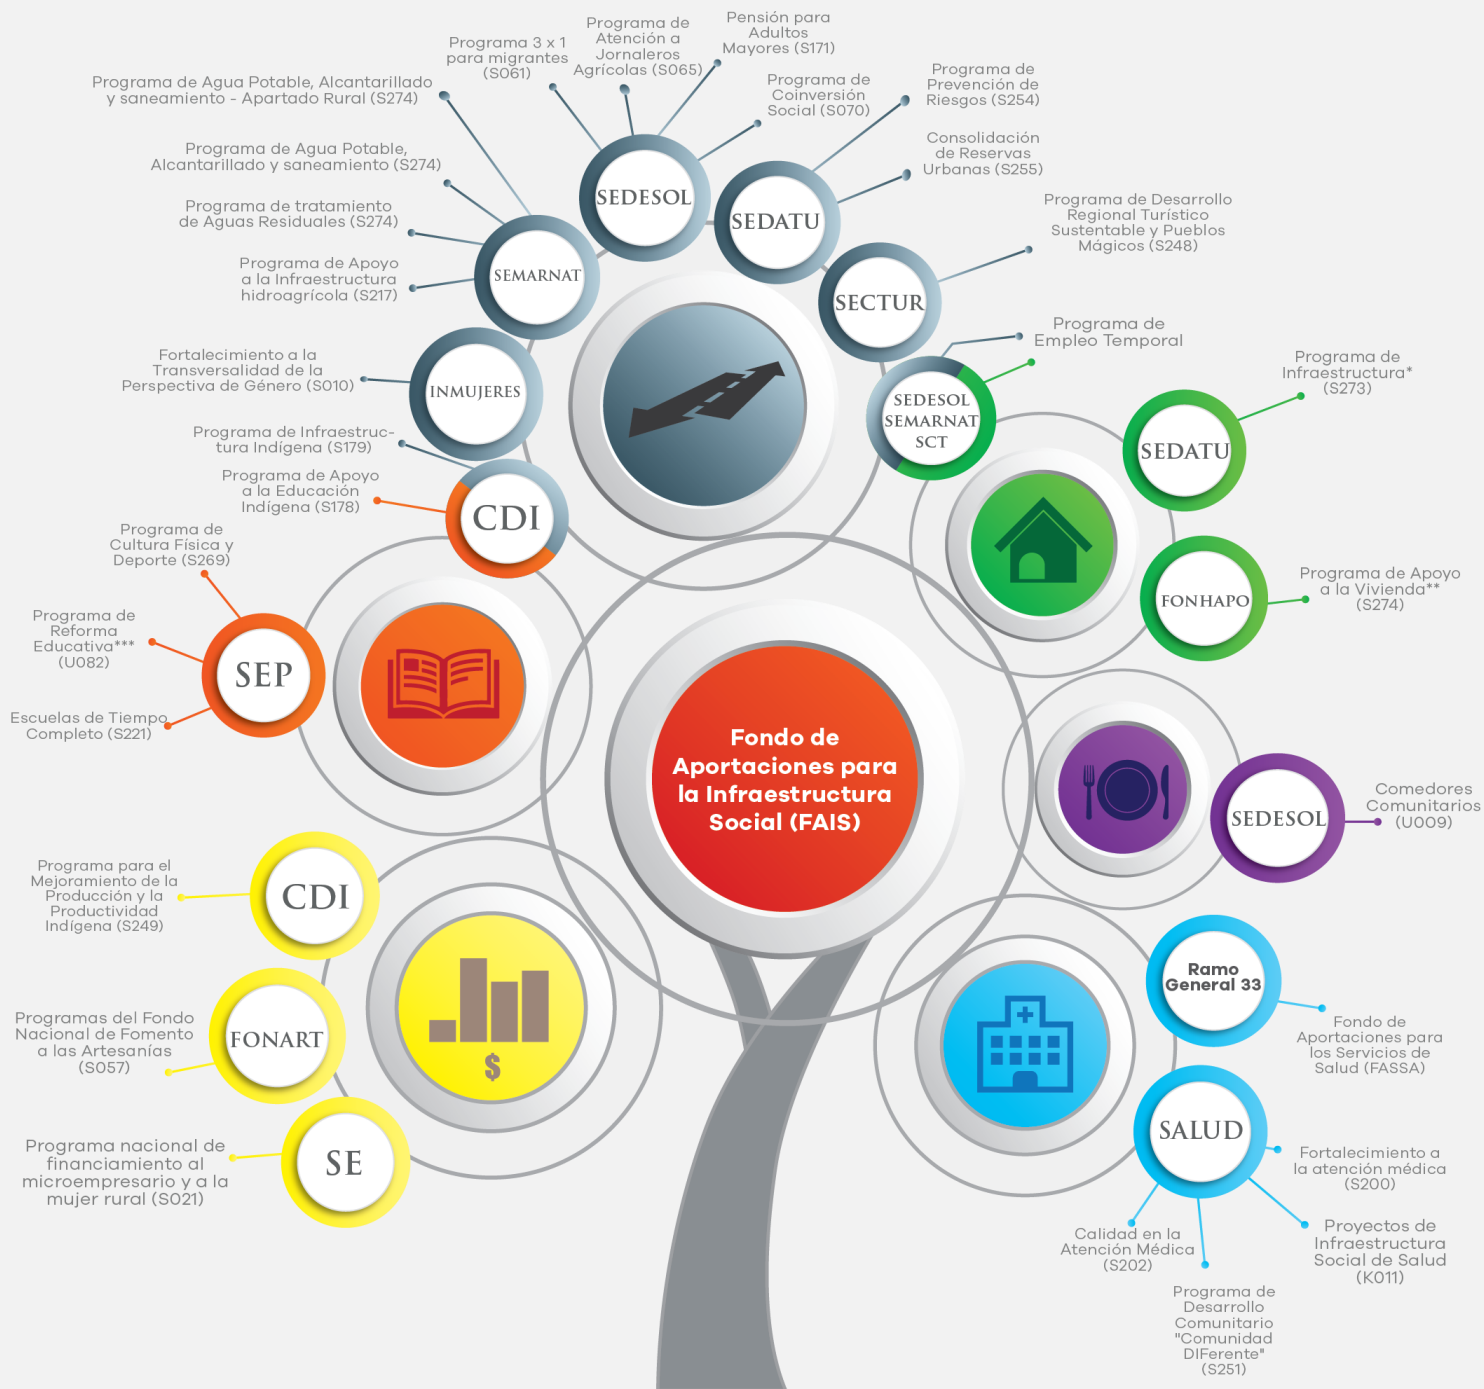 Programa de Agua Potable, Alcantarillado
y saneamiento - Apartado Rural (S274)
Programa 3 x 1
para migrantes
(S061)
Programa de
Atención a
Jornaleros
Agrícolas (S065)
Pensión para
Adultos
Mayores (S171)
Programa de
Coinversión
Social (S070)
Programa de
Prevención de
Riesgos (S254)
Consolidación
de Reservas
Urbanas (S255)
Programa de Desarrollo
Regional Turístico
Sustentable y Pueblos
Mágicos (S248)
Programa de
Empleo Temporal
Programa de Agua Potable,
Alcantarillado y saneamiento (S274)
Programa de tratamiento
de Aguas Residuales (S274)
Programa de Apoyo
a la Infraestructura
hidroagrícola (S217)
Fortalecimiento a la
Transversalidad de la
Perspectiva de Género (S010)
Programa de Infraestruc-
tura Indígena (S179)
Programa de Apoyo
a la Educación
Indígena (S178)
SEDESOL
SEDATU
SEMARNAT
SECTUR
INMUJERES
SEDESOL
SEMARNAT
SCT
CDI
Programa de
Infraestructura*
(S273)
SEDATU
FONHAPO
Programa de Apoyo
a la Vivienda**
(S274)
Programa de
Cultura Física y
Deporte (S269)
Programa de
Reforma
Educativa***
(U082)
Escuelas de Tiempo
Completo (S221)
SEP
Fondo de
Aportaciones para
la Infraestructura
Social (FAIS)
SEDESOL
Comedores
Comunitarios
(U009)
Programa para el
Mejoramiento de la
Producción y la
Productividad
Indígena (S249)
CDI
Programas del Fondo
Nacional de Fomento
a las Artesanías
(S057)
FONART
Programa nacional de
financiamiento al
microempresario y a la
mujer rural (S021)
SE
$
Ramo
General 33
Fondo de
Aportaciones para
los Servicios de
Salud (FASSA)
SALUD
Fortalecimiento a
la atención médica
(S200)
Proyectos de
Infraestructura
Social de Salud
(K011)
Calidad en la
Atención Médica
(S202)
Programa de
Desarrollo
Comunitario
"Comunidad
DIFerente"
(S251)